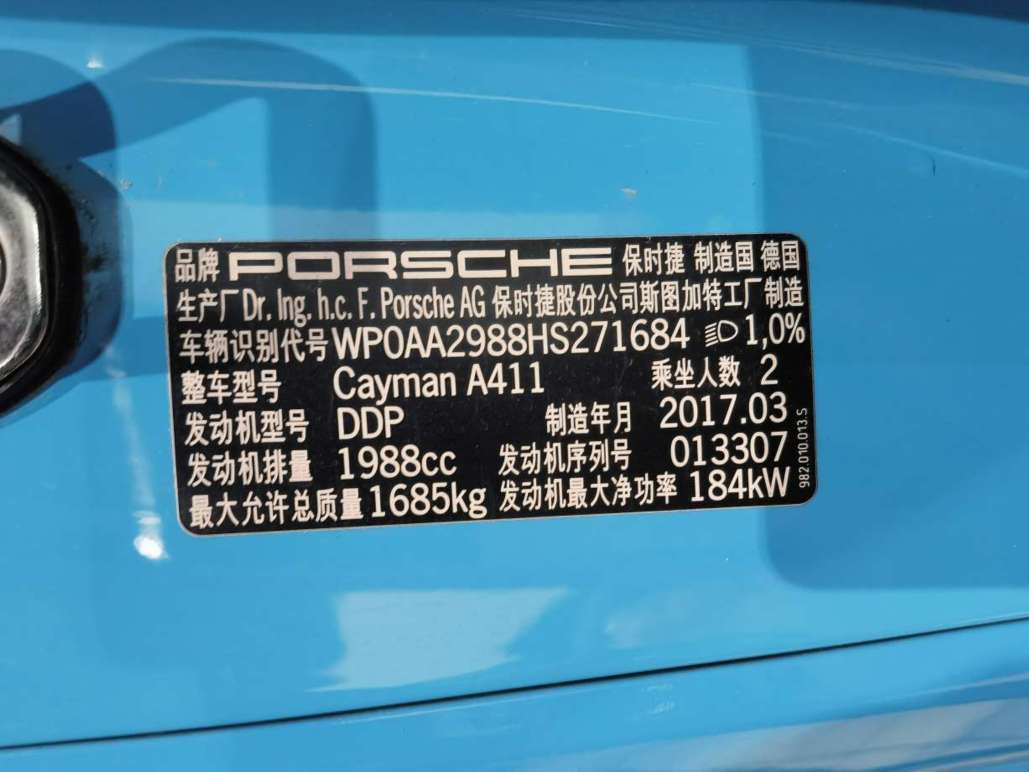 品牌 PORSCHE 保时捷 制造国 德国
生产厂 Dr. Ing. h.c. F. Porsche AG 保时捷股份公司斯图加特工厂制造
车辆识别代号 WP0AA2988HS271684 1,0%
整车型号 Cayman A411 乘坐人数 2
发动机型号 DDP 制造年月 2017.03
发动机排量 1988cc 发动机序列号 013307
最大允许总质量 1685kg 发动机最大净功率 184kW
982.010.013.S